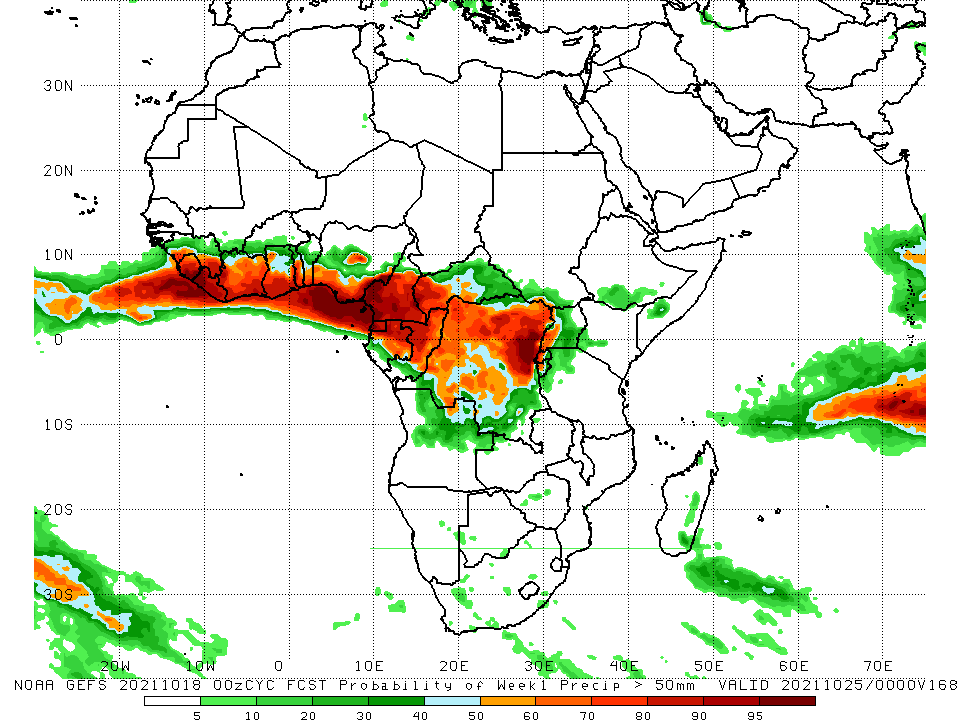 30N
20N
10N
0
10S
20S
30S
20W 10W 0 10E 20E 30E 40E 50E 60E 70E
NOAA GEFS 20211018 00zCYC FCST Probability of Week1 Precip > 50mm VALID 20211025/0000V168
5 10 20 30 40 50 60 70 80 90 95